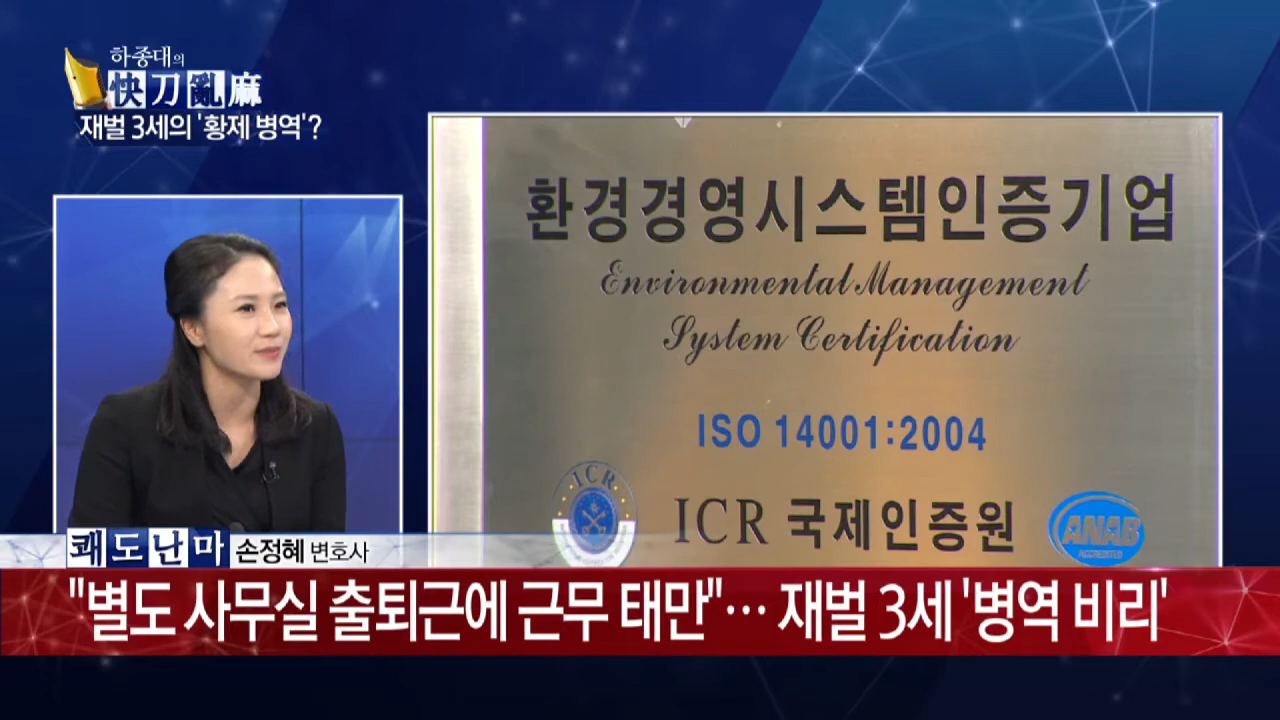 하종대의
快刀亂麻
재벌 3세의 '황제 병역'?
환경경영시스템인증기업
Environmental Management
System Certification
ISO 14001:2004
ICR
ICR 국제인증원
ANAB
ACCREDITED
쾌도난마 손정혜 변호사
"별도 사무실 출퇴근에 근무 태만"… 재벌 3세 '병역 비리'